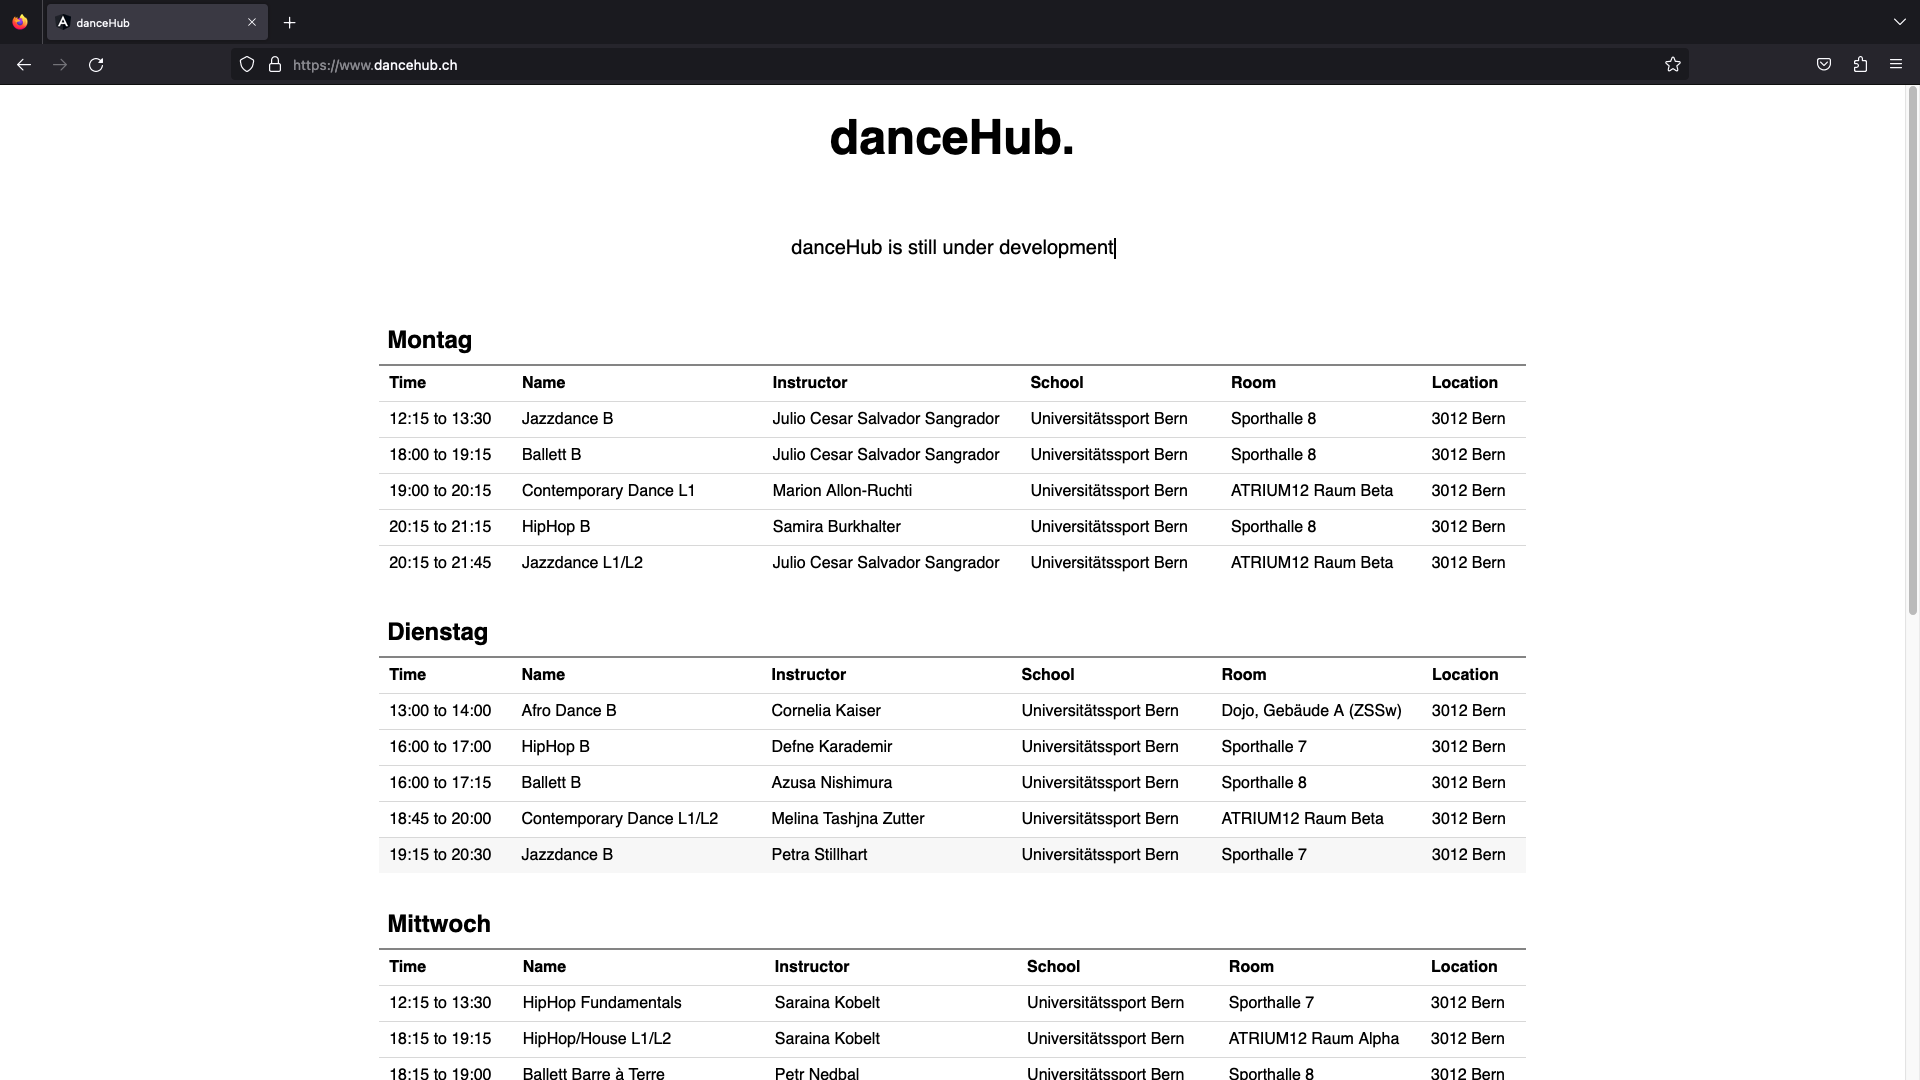 danceHub
https://www.dancehub.ch
danceHub.
danceHub is still under development
Montag
Time Name Instructor School Room Location
12:15 to 13:30 Jazzdance B Julio Cesar Salvador Sangrador Universitätssport Bern Sporthalle 8 3012 Bern
18:00 to 19:15 Ballett B Julio Cesar Salvador Sangrador Universitätssport Bern Sporthalle 8 3012 Bern
19:00 to 20:15 Contemporary Dance L1 Marion Allon-Ruchti Universitätssport Bern ATRIUM12 Raum Beta 3012 Bern
20:15 to 21:15 HipHop B Samira Burkhalter Universitätssport Bern Sporthalle 8 3012 Bern
20:15 to 21:45 Jazzdance L1/L2 Julio Cesar Salvador Sangrador Universitätssport Bern ATRIUM12 Raum Beta 3012 Bern
Dienstag
Time Name Instructor School Room Location
13:00 to 14:00 Afro Dance B Cornelia Kaiser Universitätssport Bern Dojo, Gebäude A (ZSSw) 3012 Bern
16:00 to 17:00 HipHop B Defne Karademir Universitätssport Bern Sporthalle 7 3012 Bern
16:00 to 17:15 Ballett B Azusa Nishimura Universitätssport Bern Sporthalle 8 3012 Bern
18:45 to 20:00 Contemporary Dance L1/L2 Melina Tashjna Zutter Universitätssport Bern ATRIUM12 Raum Beta 3012 Bern
19:15 to 20:30 Jazzdance B Petra Stillhart Universitätssport Bern Sporthalle 7 3012 Bern
Mittwoch
Time Name Instructor School Room Location
12:15 to 13:30 HipHop Fundamentals Saraina Kobelt Universitätssport Bern Sporthalle 7 3012 Bern
18:15 to 19:15 HipHop/House L1/L2 Saraina Kobelt Universitätssport Bern ATRIUM12 Raum Alpha 3012 Bern
18:15 to 19:00 Ballett Barre à Terre Petr Nedbal Universitätssport Bern Sporthalle 8 3012 Bern